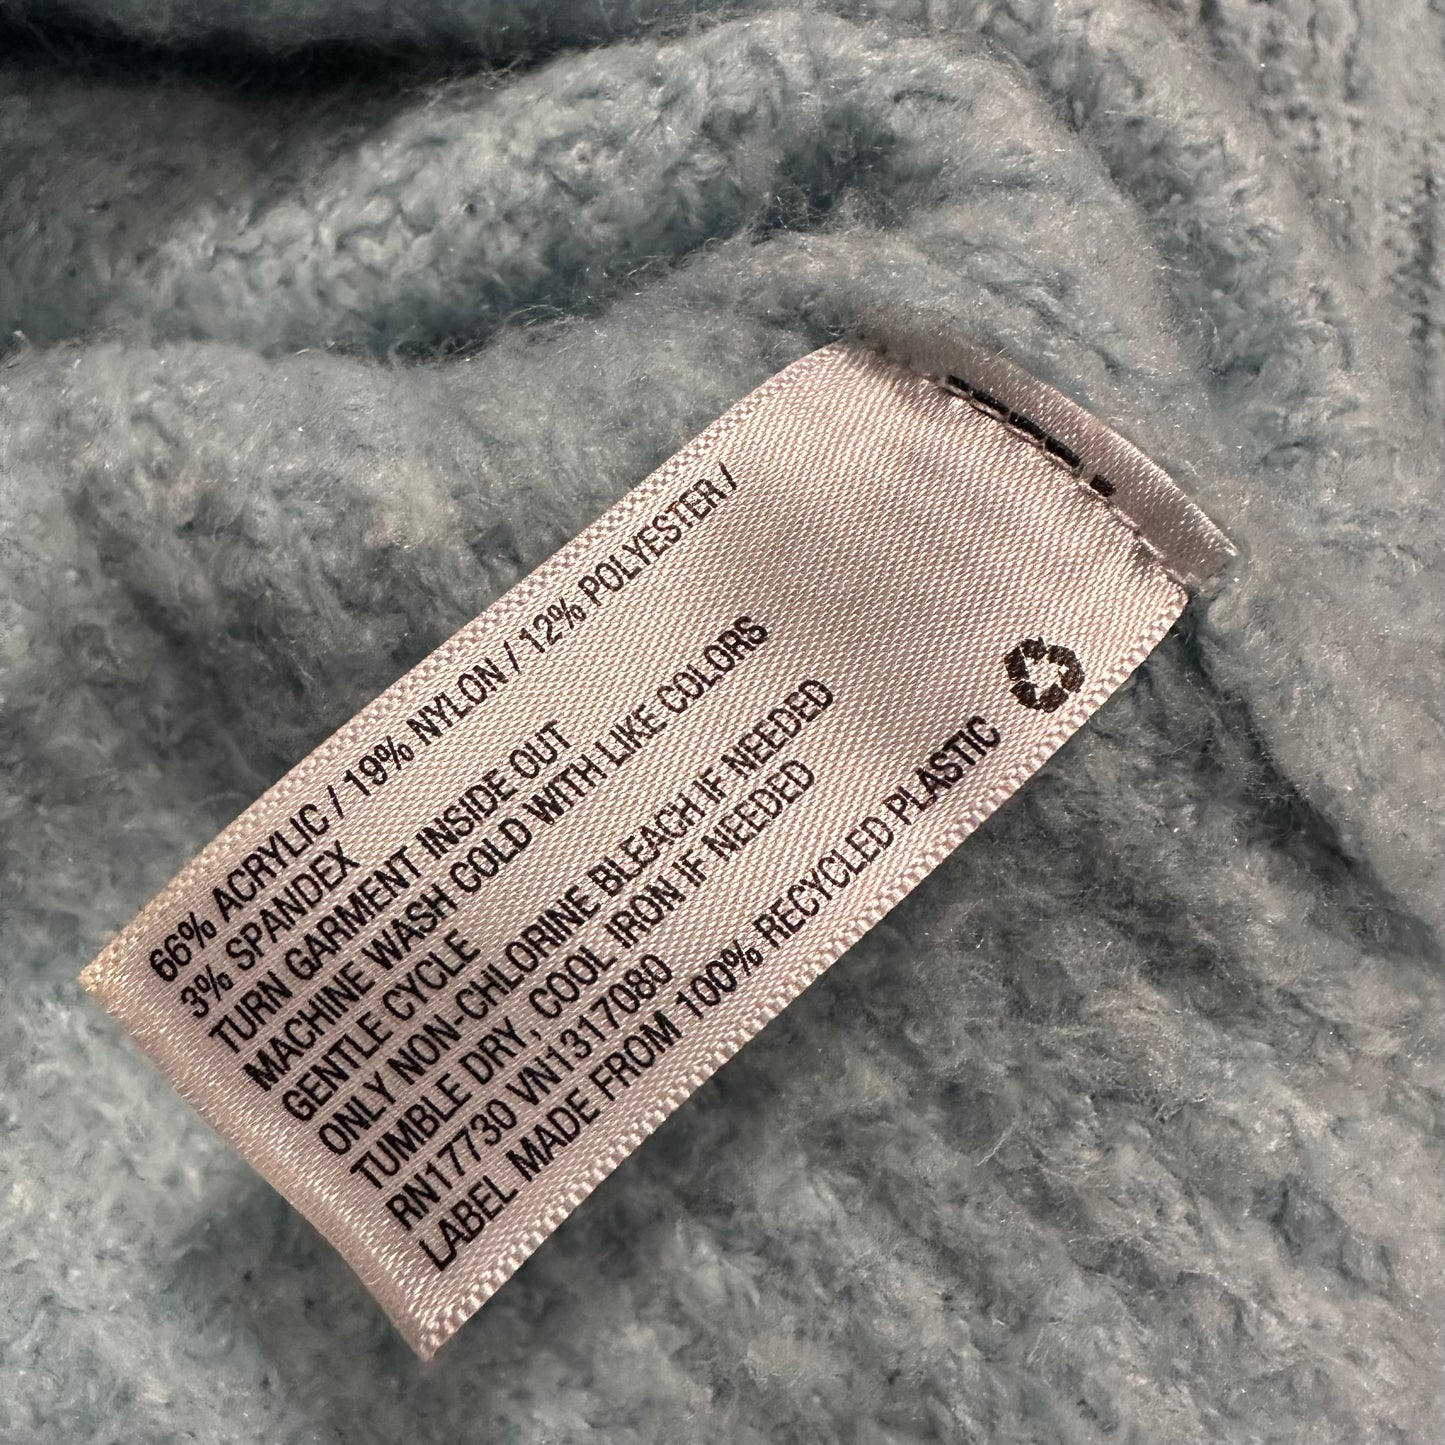 66% ACRYLIC / 19% NYLON / 12% POLYESTER /
3% SPANDEX
TURN GARMENT INSIDE OUT
MACHINE WASH COLD WITH LIKE COLORS
GENTLE CYCLE
ONLY NON-CHLORINE BLEACH IF NEEDED
TUMBLE DRY, COOL IRON IF NEEDED
RN17730 VN1317080
LABEL MADE FROM 100% RECYCLED PLASTIC